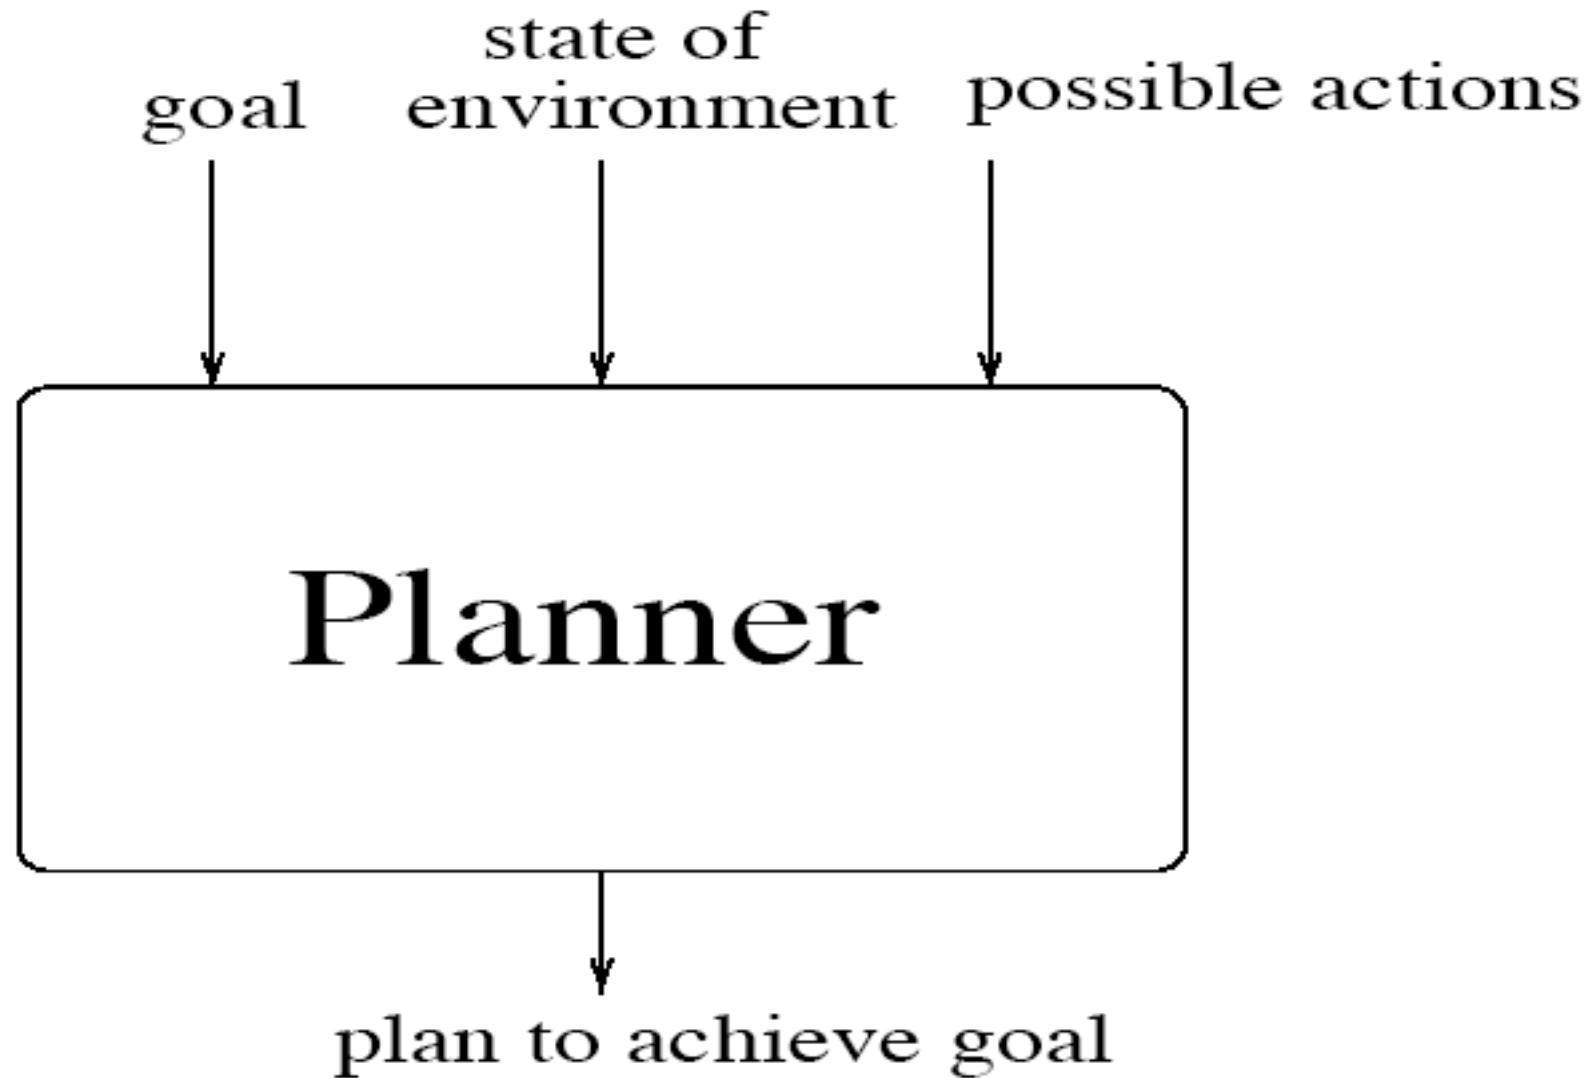 goal
state of
environment
possible actions
Planner
plan to achieve goal